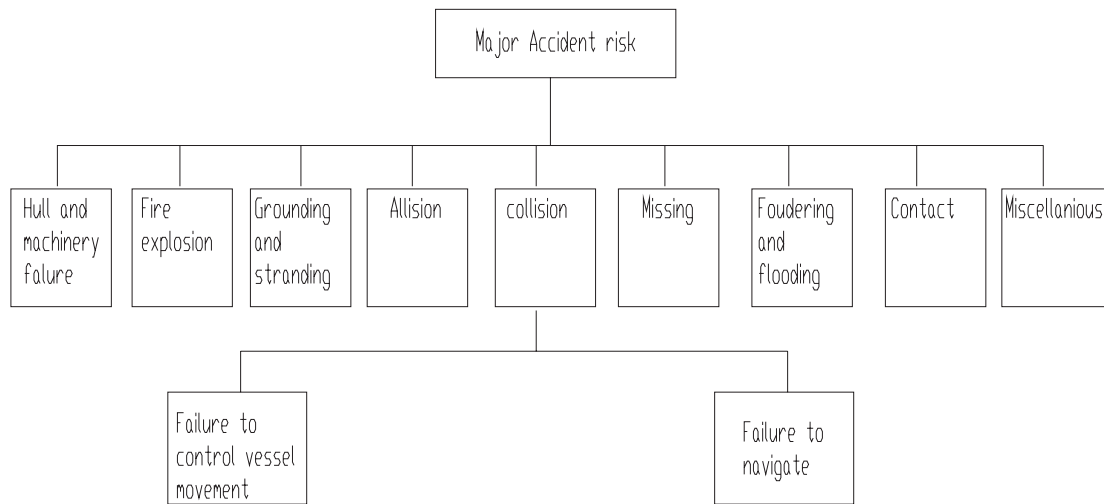 Major Accident risk
Hull and
machinery
falure
Fire
explosion
Grounding
and
stranding
Allision
collision
Missing
Foudering
and
flooding
Contact
Miscellanious
Failure to
control vessel
movement
Failure to
navigate